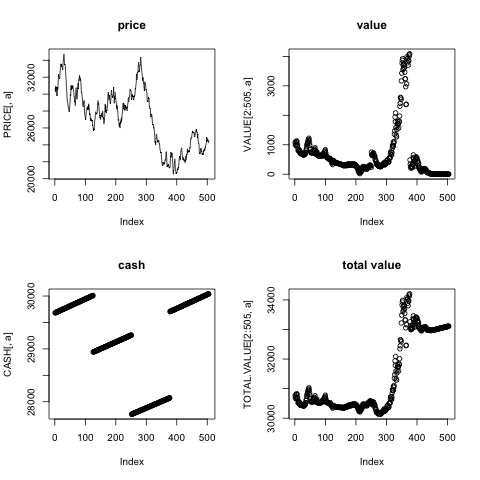 price
PRICE[, a]
20000 26000 32000
0 100 200 300 400 500
Index
value
VALUE[2:505, a]
0 1000 3000
0 100 200 300 400 500
Index
cash
CASH[, a]
28000 29000 30000
0 100 200 300 400 500
Index
total value
TOTAL.VALUE[2:505, a]
30000 32000 34000
0 100 200 300 400 500
Index